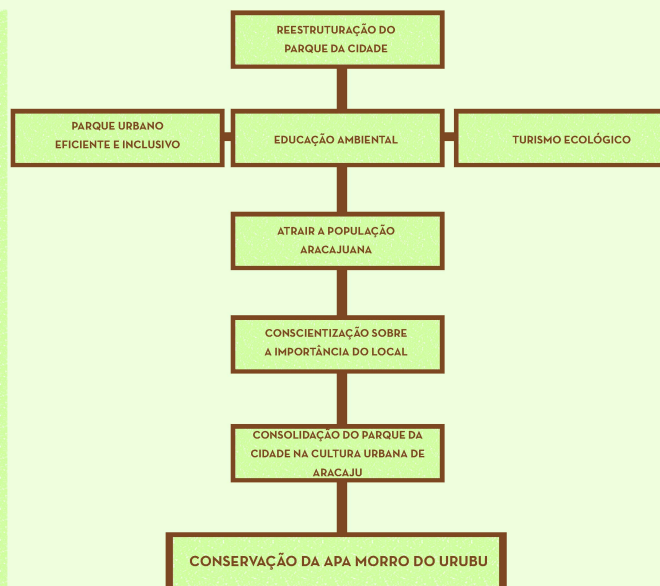 REESTRUTURAÇÃO DO
PARQUE DA CIDADE
PARQUE URBANO
EFICIENTE E INCLUSIVO
EDUCAÇÃO AMBIENTAL
TURISMO ECOLÓGICO
ATRAIR A POPULAÇÃO
ARACAJUANA
CONSCIENTIZAÇÃO SOBRE
A IMPORTÂNCIA DO LOCAL
CONSOLIDAÇÃO DO PARQUE DA
CIDADE NA CULTURA URBANA DE
ARACAJU
CONSERVAÇÃO DA APA MORRO DO URUBU